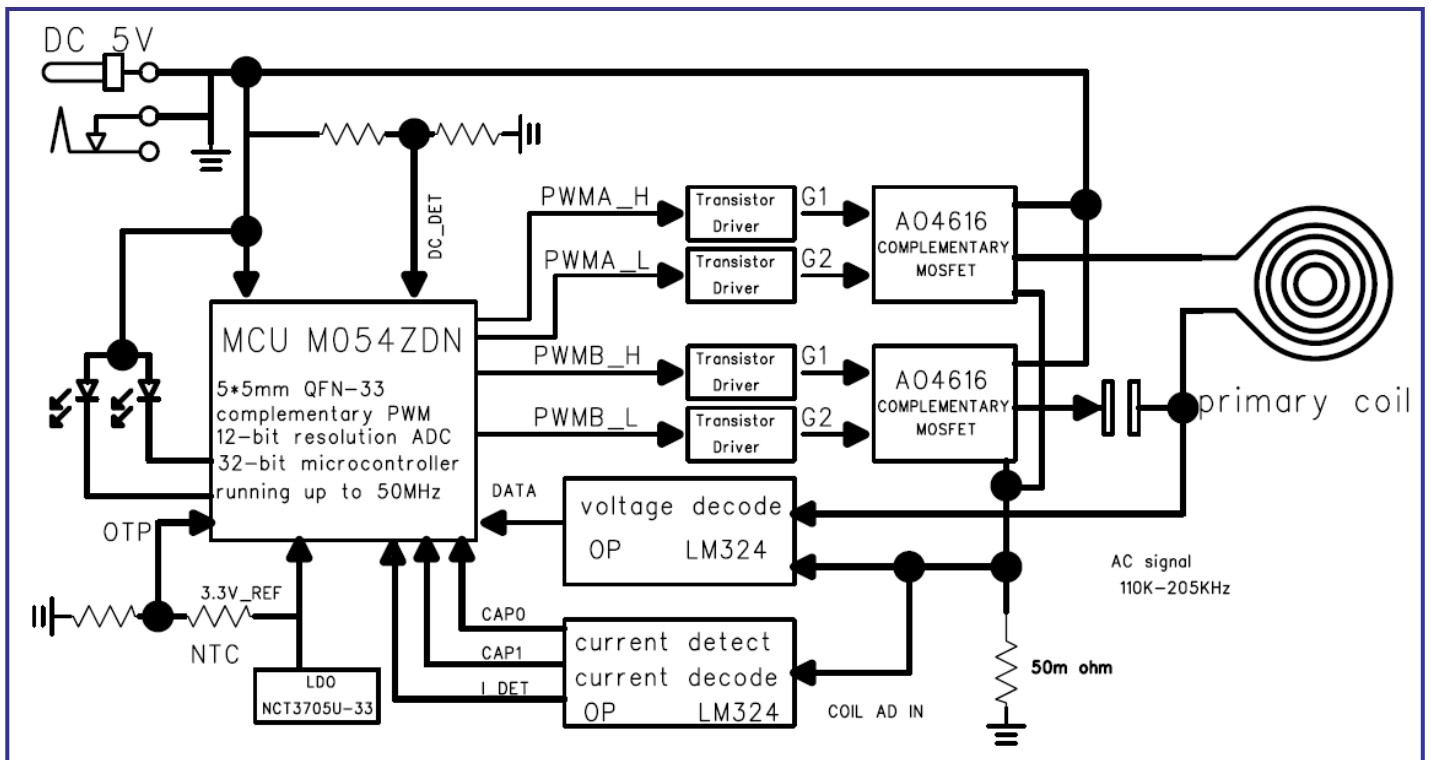 DC 5V
DC_DET
PWMA_H
Transistor
Driver
G1
AO4616
COMPLEMENTARY
MOSFET
PWMA_L
Transistor
Driver
G2
MCU M054ZDN
5*5mm QFN-33
complementary PWM
12-bit resolution ADC
32-bit microcontroller
running up to 50MHz
PWMB_H
Transistor
Driver
G1
AO4616
COMPLEMENTARY
MOSFET
PWMB_L
Transistor
Driver
G2
primary coil
DATA
voltage decode
OP LM324
OTP
AC signal
110K-205KHz
3.3V_REF
NTC
LDO
NCT3705U-33
CAP0
CAP1
I_DET
current detect
current decode
OP LM324
COIL AD IN
50m ohm